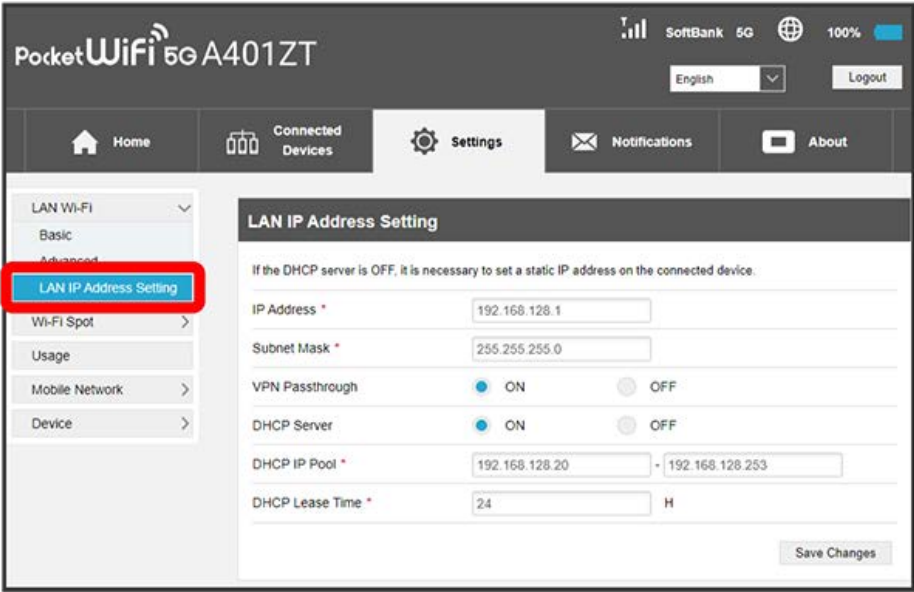 PocketWiFi 5G A401ZT
SoftBank 5G 100%
English
Logout
Home
Connected
Devices
Settings
Notifications
About
LAN Wi-Fi
Basic
Advanced
LAN IP Address Setting
Wi-Fi Spot
Usage
Mobile Network
Device
LAN IP Address Setting
If the DHCP server is OFF, it is necessary to set a static IP address on the connected device.
IP Address * 192.168.128.1
Subnet Mask * 255.255.255.0
VPN Passthrough ON OFF
DHCP Server ON OFF
DHCP IP Pool * 192.168.128.20 - 192.168.128.253
DHCP Lease Time * 24 H
Save Changes